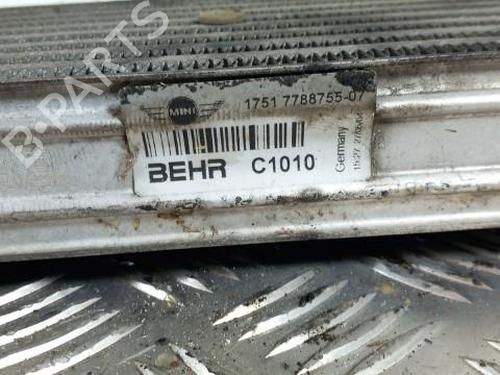 MINI
1751 7788755-07
BEHR C1010
Germany
B-PARTS